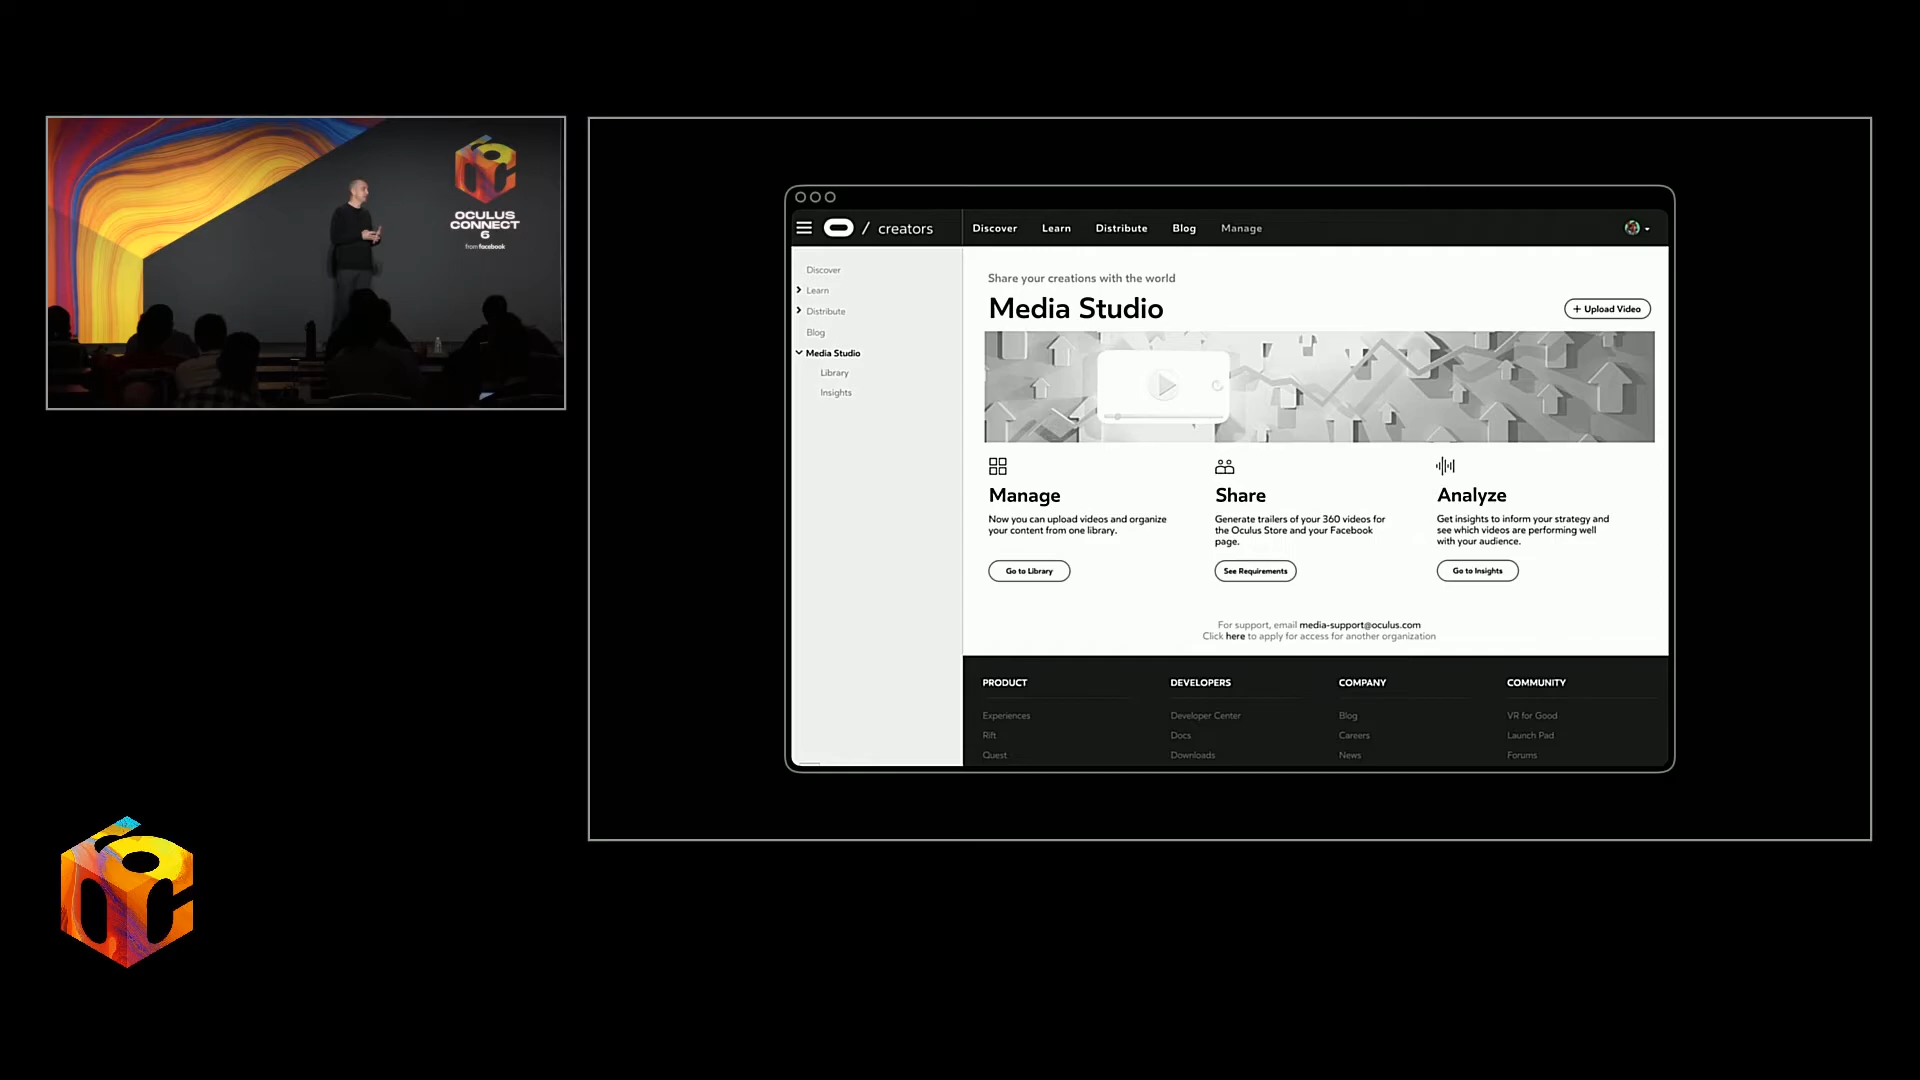 OCULUS
CONNECT
6
from facebook
/ creators
Discover
Learn
Distribute
Blog
Manage
Discover
Learn
Distribute
Blog
Media Studio
Library
Insights
Share your creations with the world
Media Studio
+ Upload Video
Manage
Now you can upload videos and organize
your content from one library.
Go to Library
Share
Generate trailers of your 360 videos for
the Oculus Store and your Facebook
page.
See Requirements
Analyze
Get insights to inform your strategy and
see which videos are performing well
with your audience.
Go to Insights
For support, email media-support@oculus.com
Click here to apply for access for another organization
PRODUCT
Experiences
Rift
Quest
DEVELOPERS
Developer Center
Docs
Downloads
COMPANY
Blog
Careers
News
COMMUNITY
VR for Good
Launch Pad
Forums